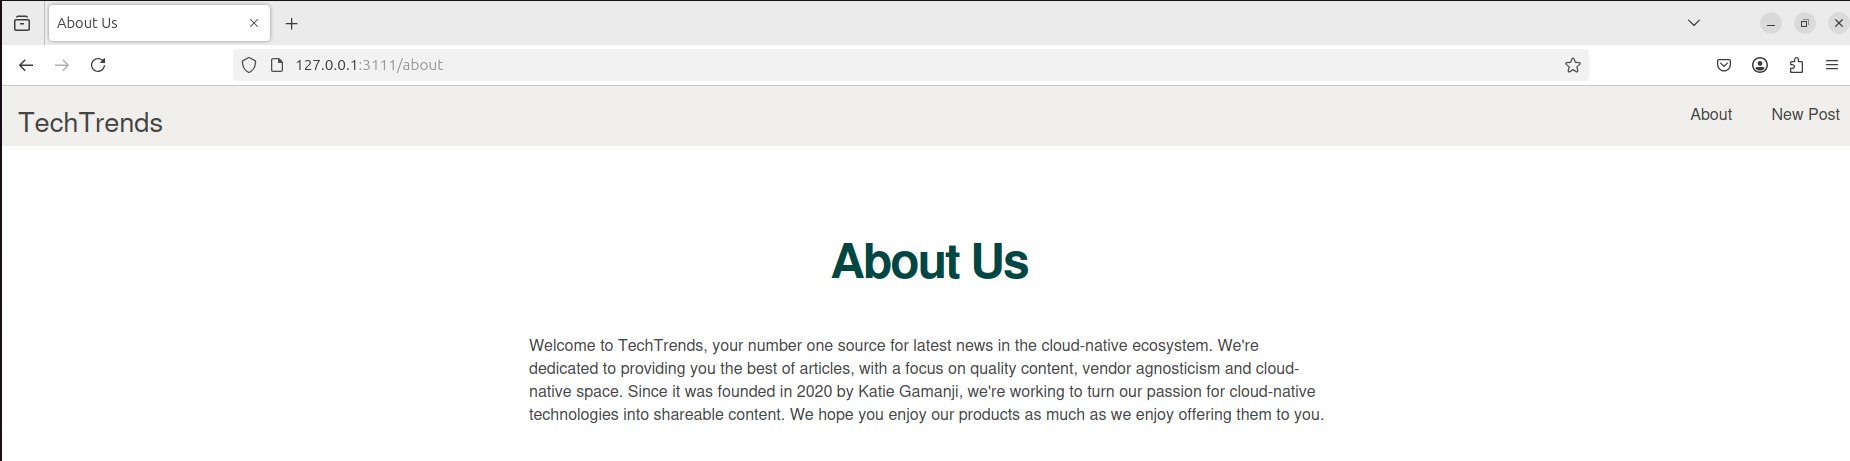 About Us
127.0.0.1:3111/about
TechTrends
About New Post
About Us
Welcome to TechTrends, your number one source for latest news in the cloud-native ecosystem. We're
dedicated to providing you the best of articles, with a focus on quality content, vendor agnosticism and cloud-
native space. Since it was founded in 2020 by Katie Gamanji, we're working to turn our passion for cloud-native
technologies into shareable content. We hope you enjoy our products as much as we enjoy offering them to you.